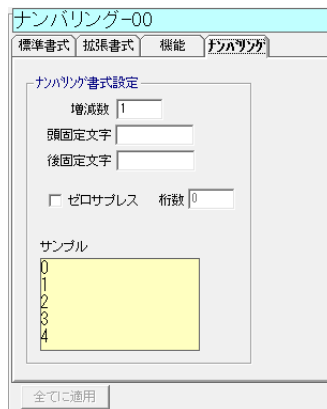 ナンバリング-00
標準書式 拡張書式 機能 ﾅﾝﾊﾞﾘﾝｸﾞ
ﾅﾝﾊﾞﾘﾝｸﾞ書式設定
増減数 1
頭固定文字
後固定文字
ゼロサプレス 桁数 0
サンプル
0
1
2
3
4
全てに適用